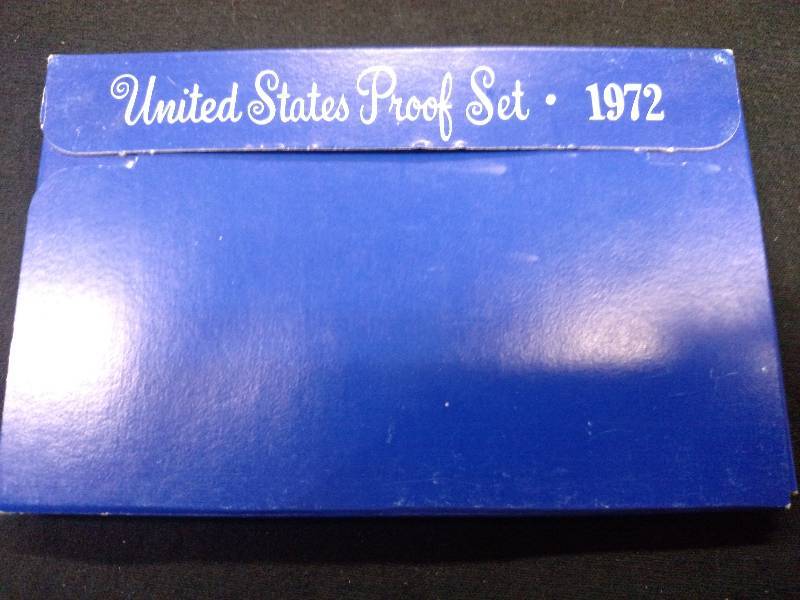 United States Proof Set · 1972